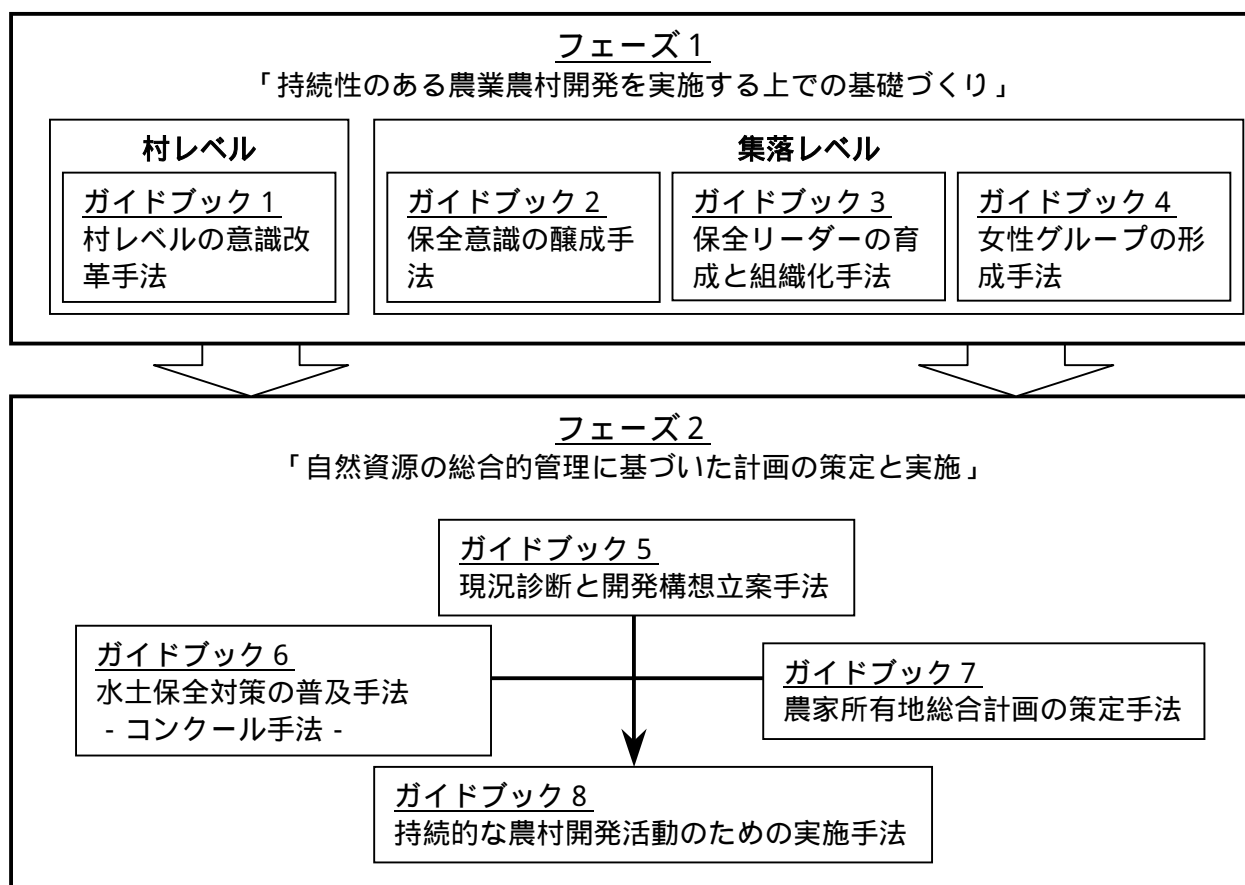 フェーズ1
「持続性のある農業農村開発を実施する上での基礎づくり」
村レベル
ガイドブック1
村レベルの意識改
革手法
集落レベル
ガイドブック2
保全意識の醸成手
法
ガイドブック3
保全リーダーの育
成と組織化手法
ガイドブック4
女性グループの形
成手法
フェーズ2
「自然資源の総合的管理に基づいた計画の策定と実施」
ガイドブック5
現況診断と開発構想立案手法
ガイドブック6
水土保全対策の普及手法
- コンクール手法 -
ガイドブック7
農家所有地総合計画の策定手法
ガイドブック8
持続的な農村開発活動のための実施手法